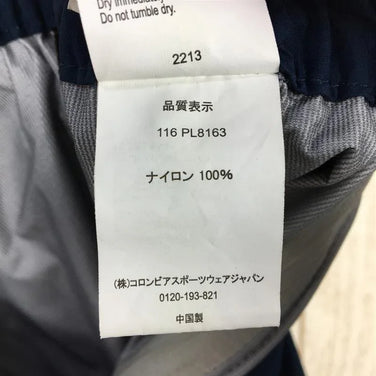 Dry immediately
Do not tumble dry.
2213
品質表示
116 PL8163
ナイロン 100%
(株)コロンビアスポーツウェアジャパン
0120-193-821
中国製